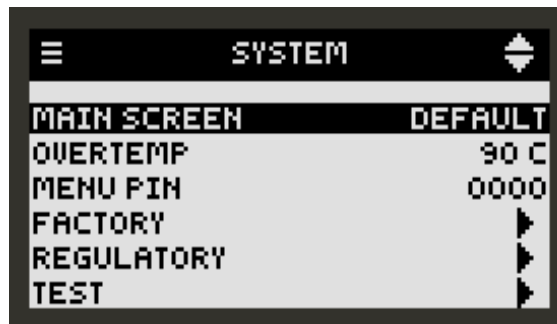 SYSTEM
MAIN SCREEN DEFAULT
OVERTEMP 90 C
MENU PIN 0000
FACTORY
REGULATORY
TEST